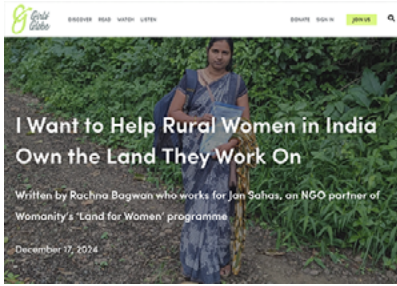 Girls' Globe
DISCOVER READ WATCH LISTEN
DONATE SIGN IN JOIN US
I Want to Help Rural Women in India
Own the Land They Work On
Written by Rachna Bagwan who works for Jan Sahas, an NGO partner of
Womanity's 'Land for Women' programme
December 17, 2024